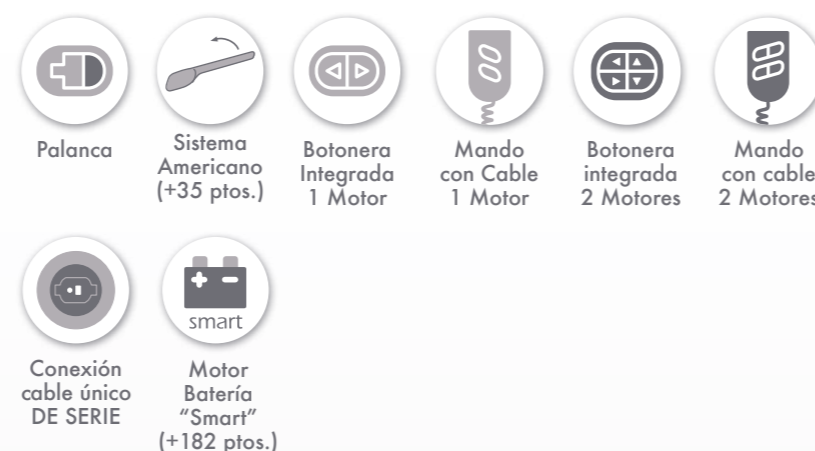 Palanca
Sistema
Americano
(+35 ptos.)
Botonera
Integrada
1 Motor
Mando
con Cable
1 Motor
Botonera
integrada
2 Motores
Mando
con cable
2 Motores
smart
Conexión
cable único
DE SERIE
Motor
Batería
“Smart”
(+182 ptos.)